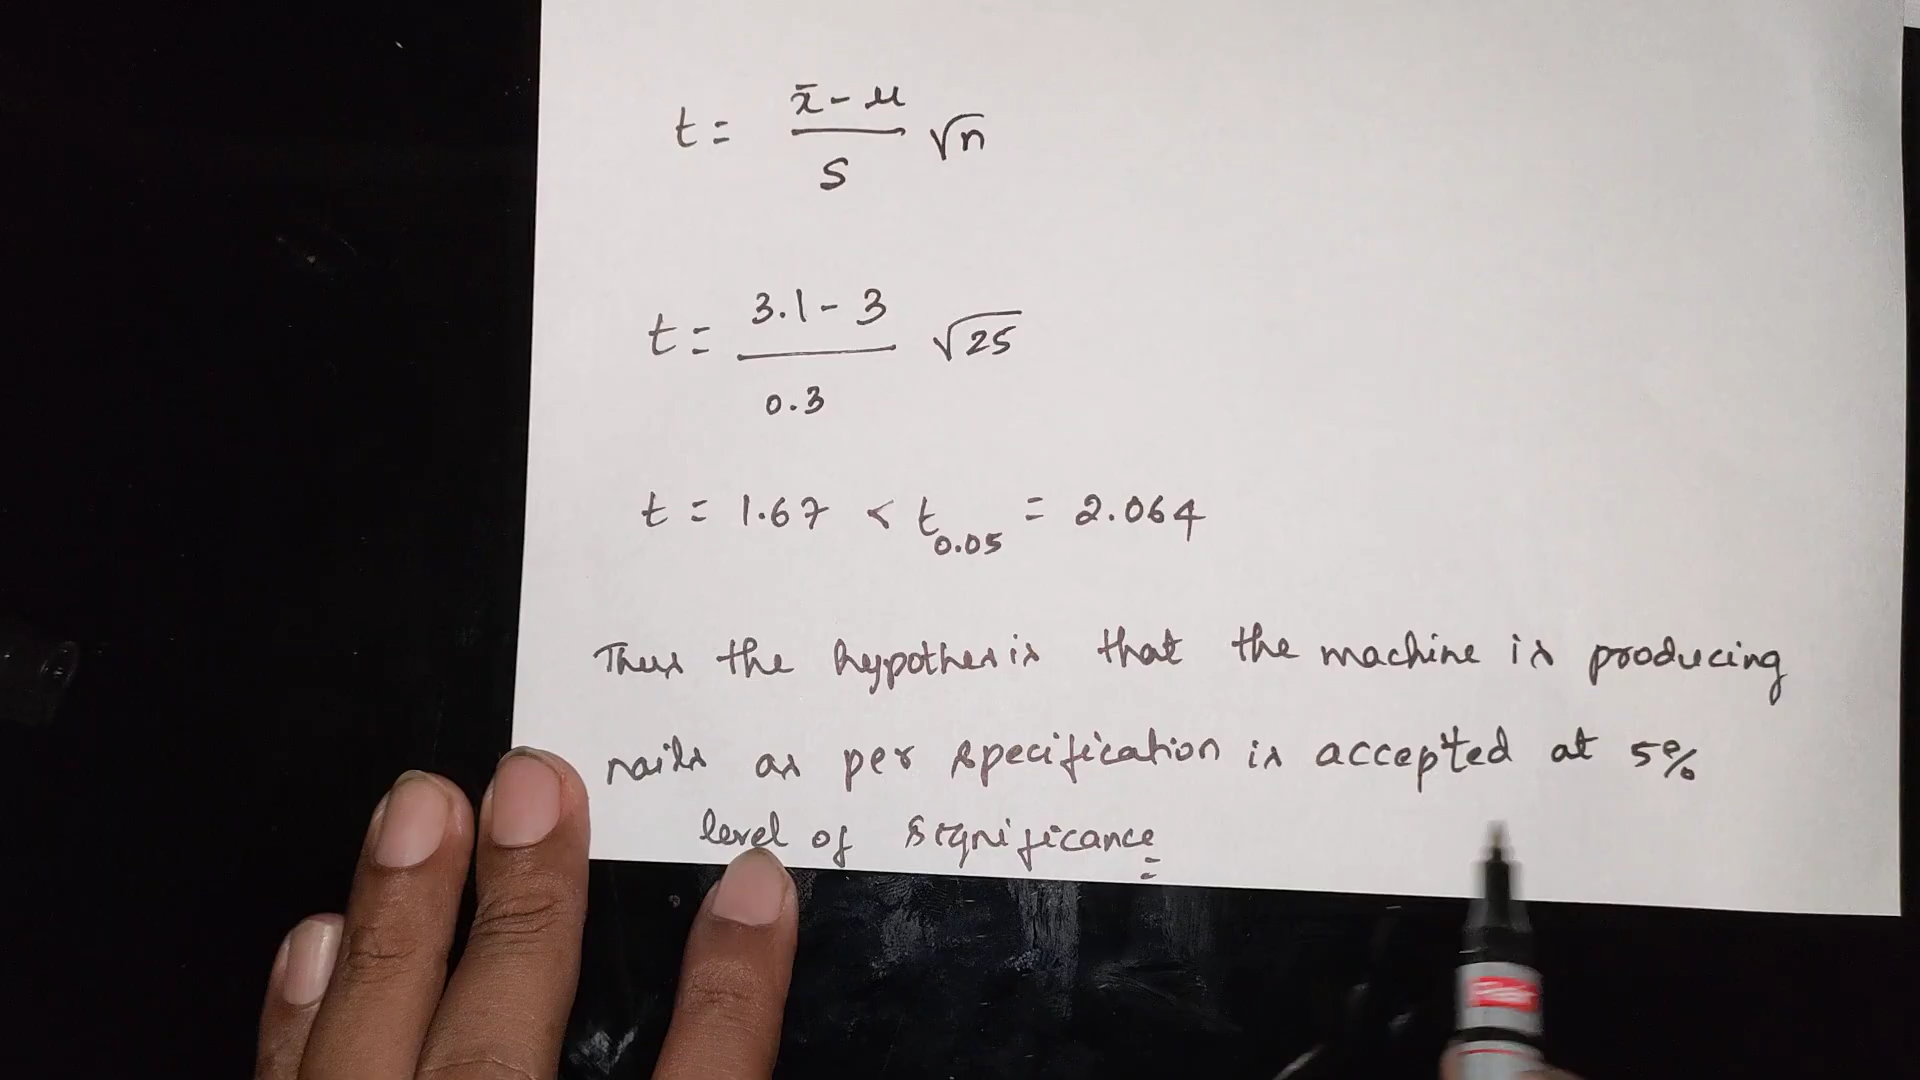 t = x̄ - μ / S √n
t = 3.1 - 3 / 0.3 √25
t = 1.67 < t0.05 = 2.064
Thus the hypothesis that the machine is producing
nails as per specification is accepted at 5%
level of significance